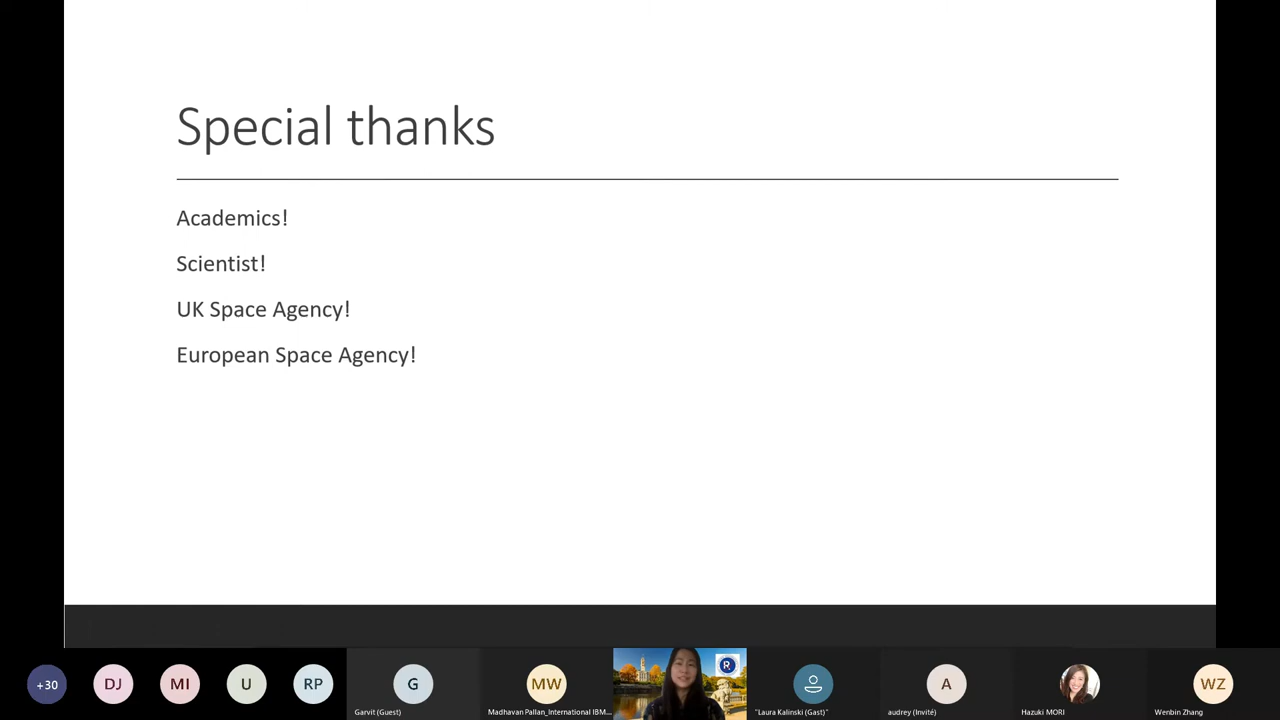 Special thanks
Academics!
Scientist!
UK Space Agency!
European Space Agency!
+30
DJ
MI
U
RP
G
MW
R
A
WZ
Garvit (Guest)
Madhavan Pallan_International IBM...
"Laura Kalinski (Gast)"
audrey (Invité)
Hazuki MORI
Wenbin Zhang